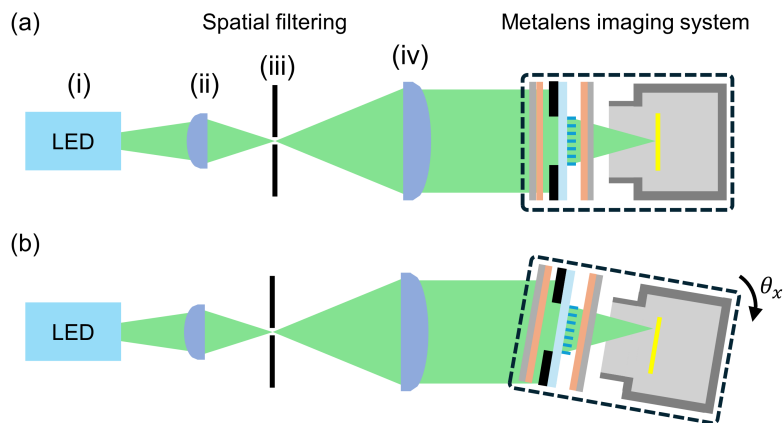 (a)
Spatial filtering
Metalens imaging system
(i)
(ii)
(iii)
(iv)
LED
(b)
LED
θx